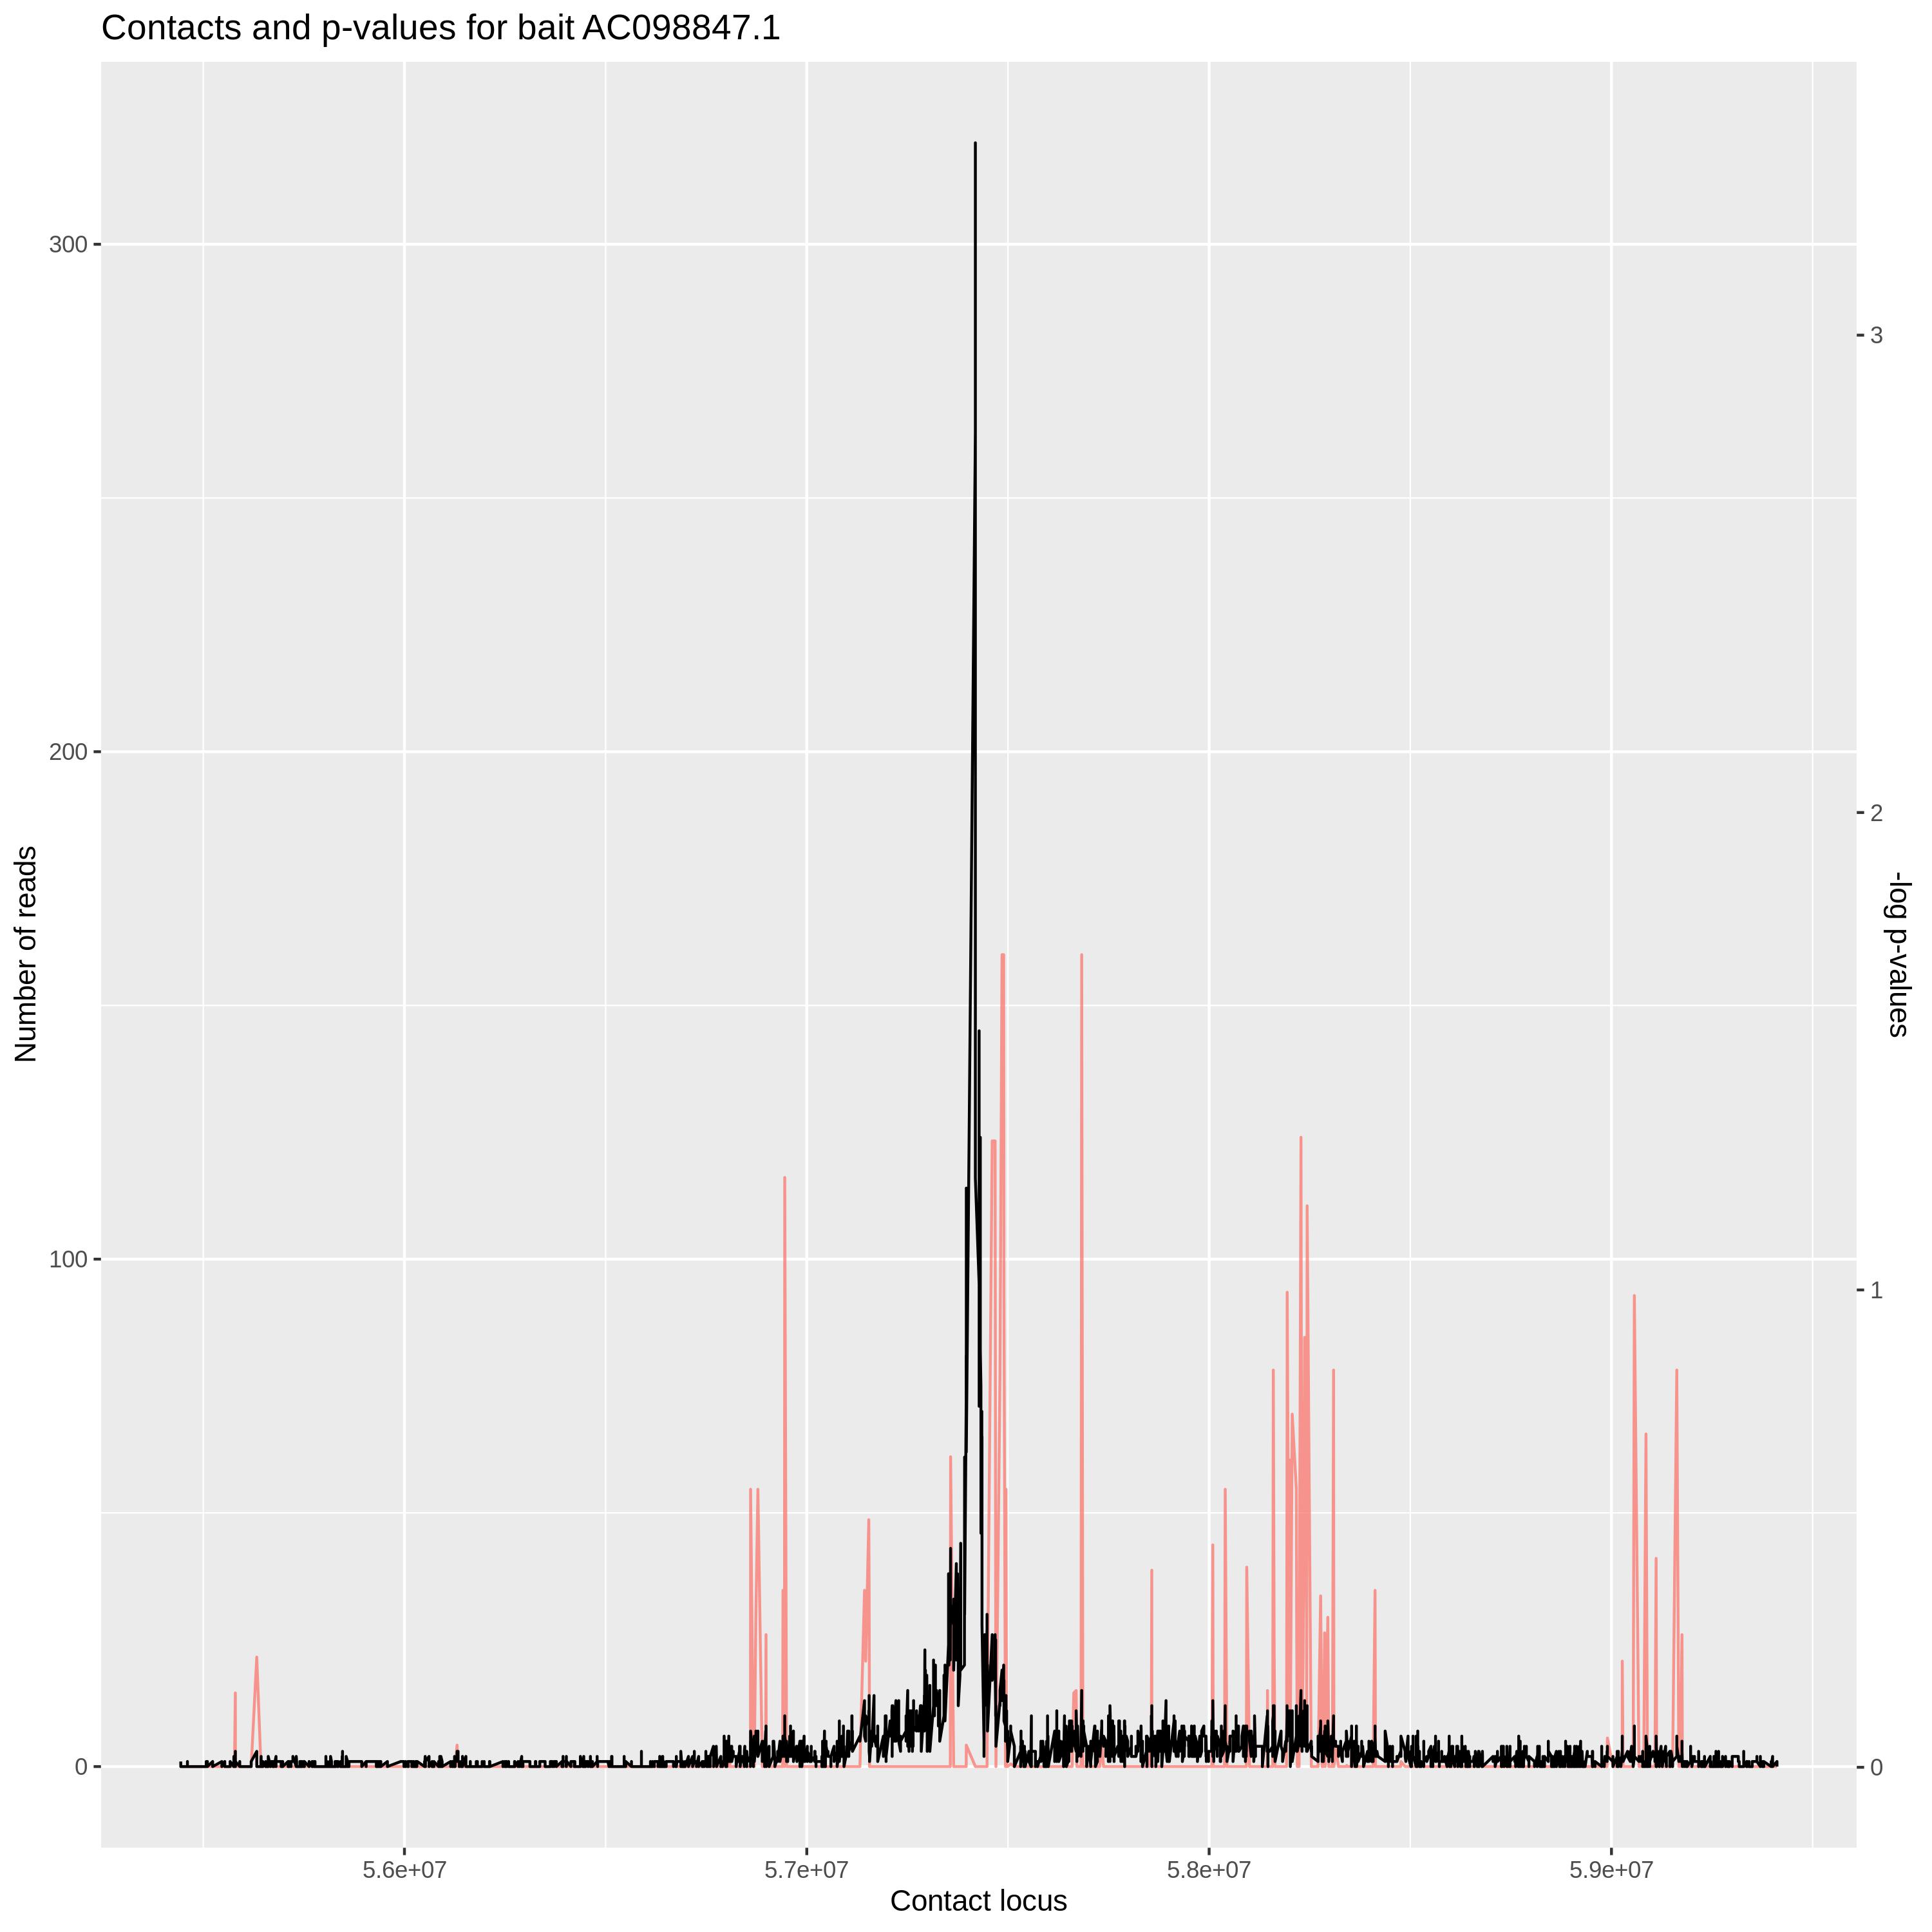 Contacts and p-values for bait AC098847.1
300
200
100
0
Number of reads
3
2
1
0
-log p-values
5.6e+07
5.7e+07
5.8e+07
5.9e+07
Contact locus